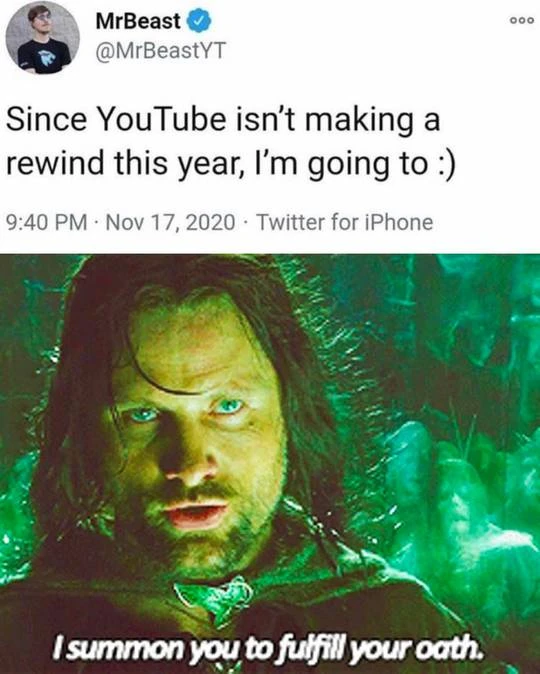 MrBeast
@MrBeastYT
Since YouTube isn't making a
rewind this year, I'm going to :)
9:40 PM · Nov 17, 2020 · Twitter for iPhone
I summon you to fulfill your oath.